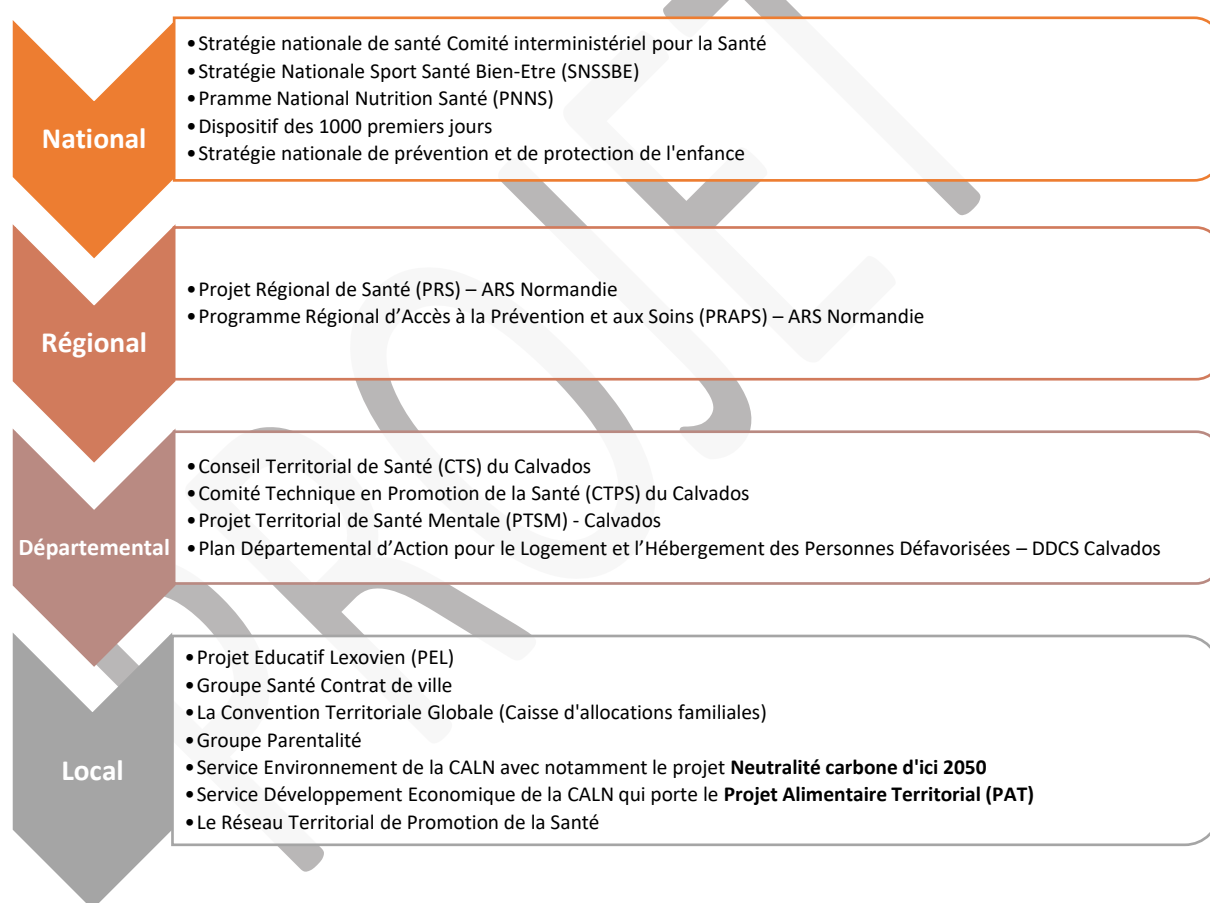 National
•Stratégie nationale de santé Comité interministériel pour la Santé
•Stratégie Nationale Sport Santé Bien-Etre (SNSSBE)
•Pramme National Nutrition Santé (PNNS)
•Dispositif des 1000 premiers jours
•Stratégie nationale de prévention et de protection de l'enfance
Régional
•Projet Régional de Santé (PRS) – ARS Normandie
•Programme Régional d’Accès à la Prévention et aux Soins (PRAPS) – ARS Normandie
Départemental
•Conseil Territorial de Santé (CTS) du Calvados
•Comité Technique en Promotion de la Santé (CTPS) du Calvados
•Projet Territorial de Santé Mentale (PTSM) - Calvados
•Plan Départemental d’Action pour le Logement et l’Hébergement des Personnes Défavorisées – DDCS Calvados
Local
•Projet Educatif Lexovien (PEL)
•Groupe Santé Contrat de ville
•La Convention Territoriale Globale (Caisse d'allocations familiales)
•Groupe Parentalité
•Service Environnement de la CALN avec notamment le projet Neutralité carbone d'ici 2050
•Service Développement Economique de la CALN qui porte le Projet Alimentaire Territorial (PAT)
•Le Réseau Territorial de Promotion de la Santé
PROJET